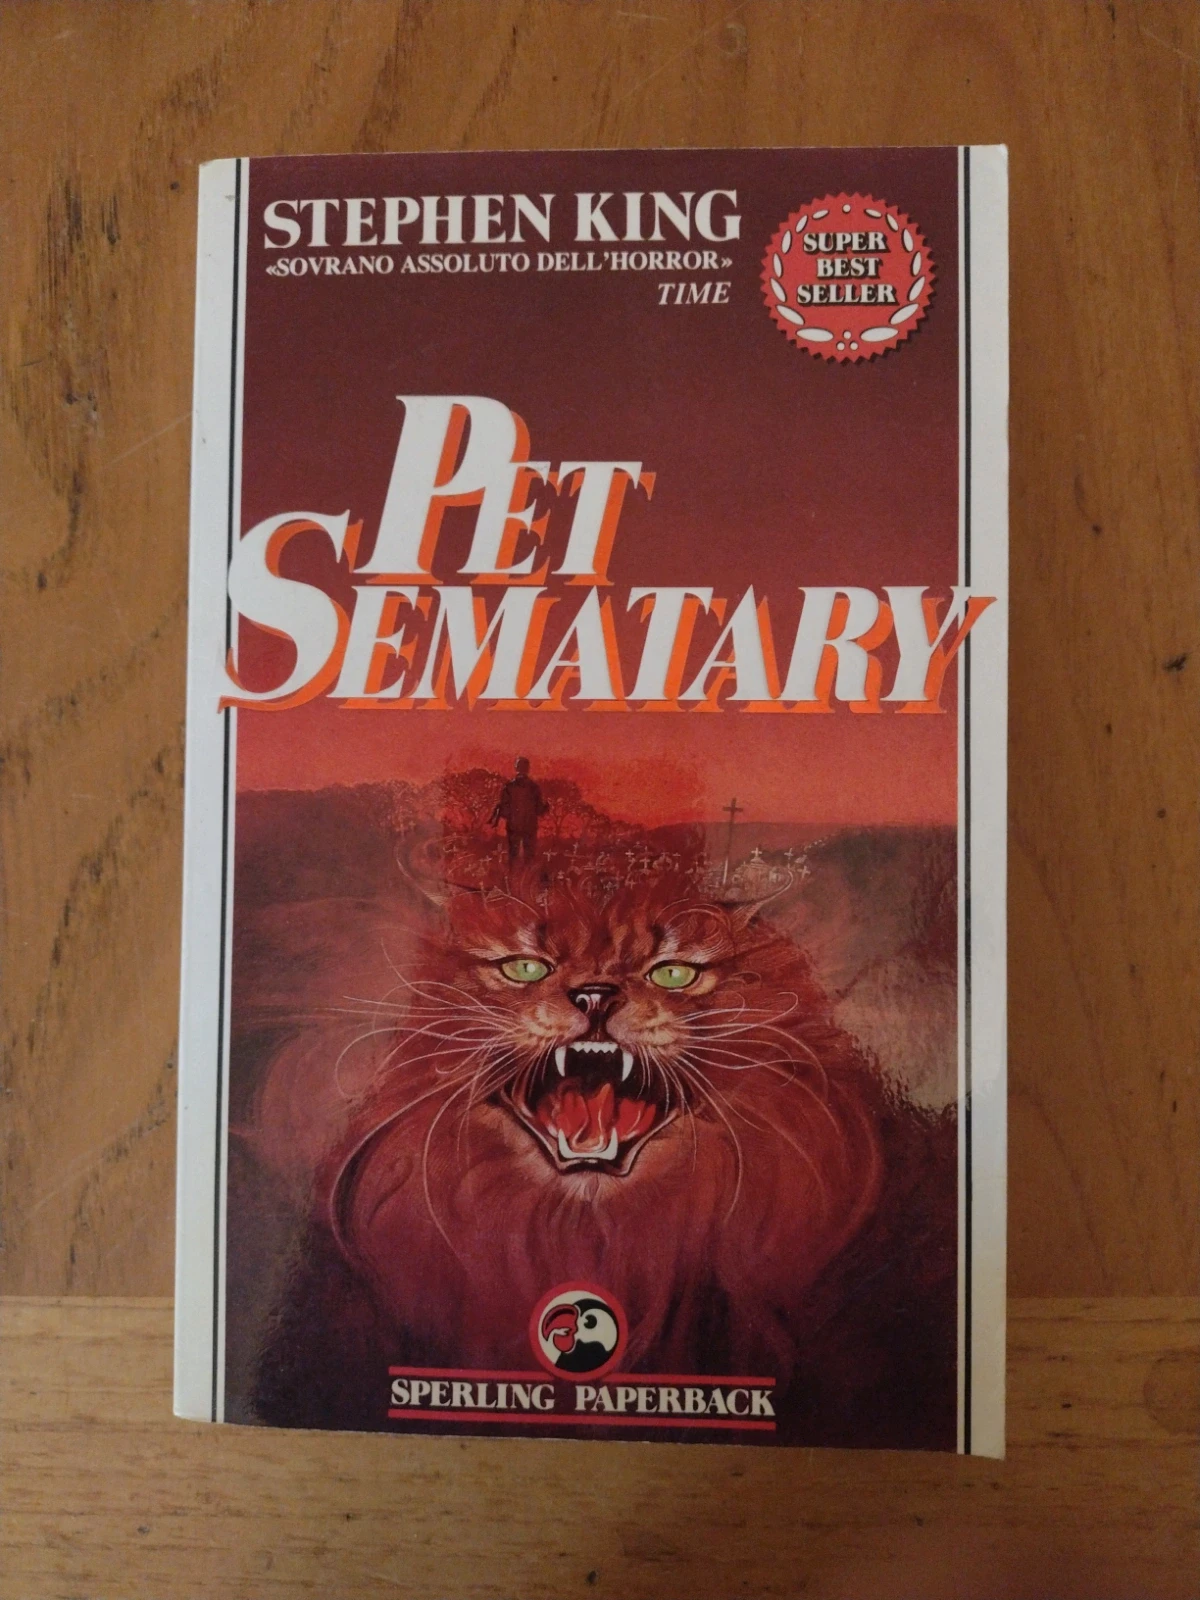 STEPHEN KING
«SOVRANO ASSOLUTO DELL'HORROR»
TIME
SUPER
BEST
SELLER
PET
SEMATARY
SPERLING PAPERBACK